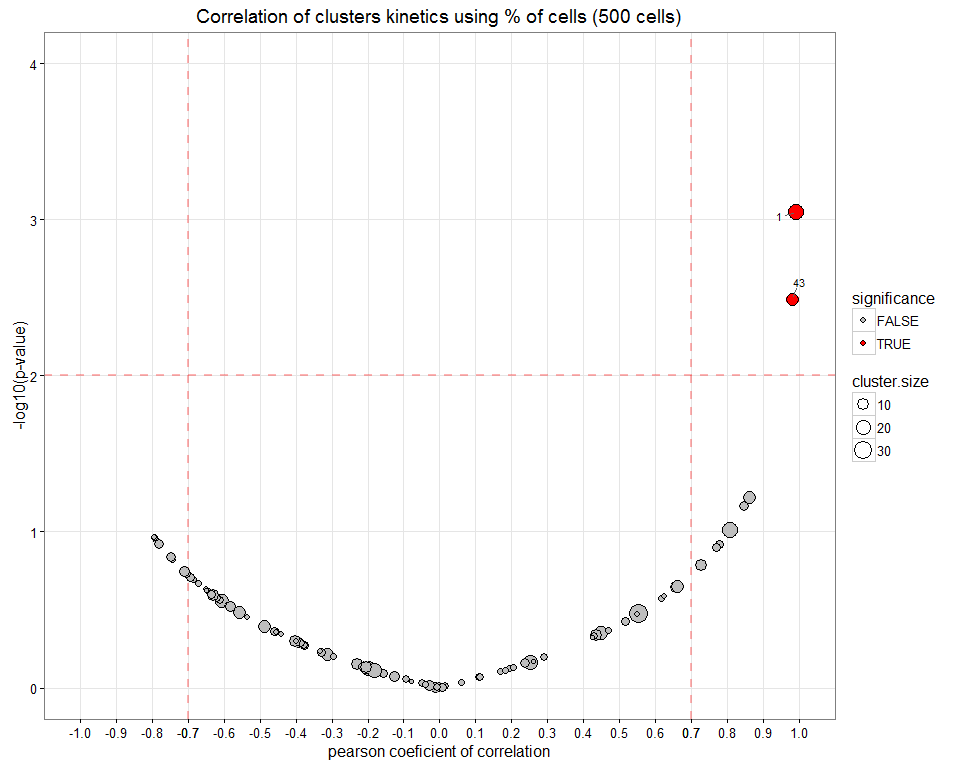 Correlation of clusters kinetics using % of cells (500 cells)
-log10(p-value)
4
3
2
1
0
1
43
-1.0 -0.9 -0.8 -0.7 -0.6 -0.5 -0.4 -0.3 -0.2 -0.1 0.0 0.1 0.2 0.3 0.4 0.5 0.6 0.7 0.8 0.9 1.0
pearson coeficient of correlation
significance
FALSE
TRUE
cluster.size
10
20
30